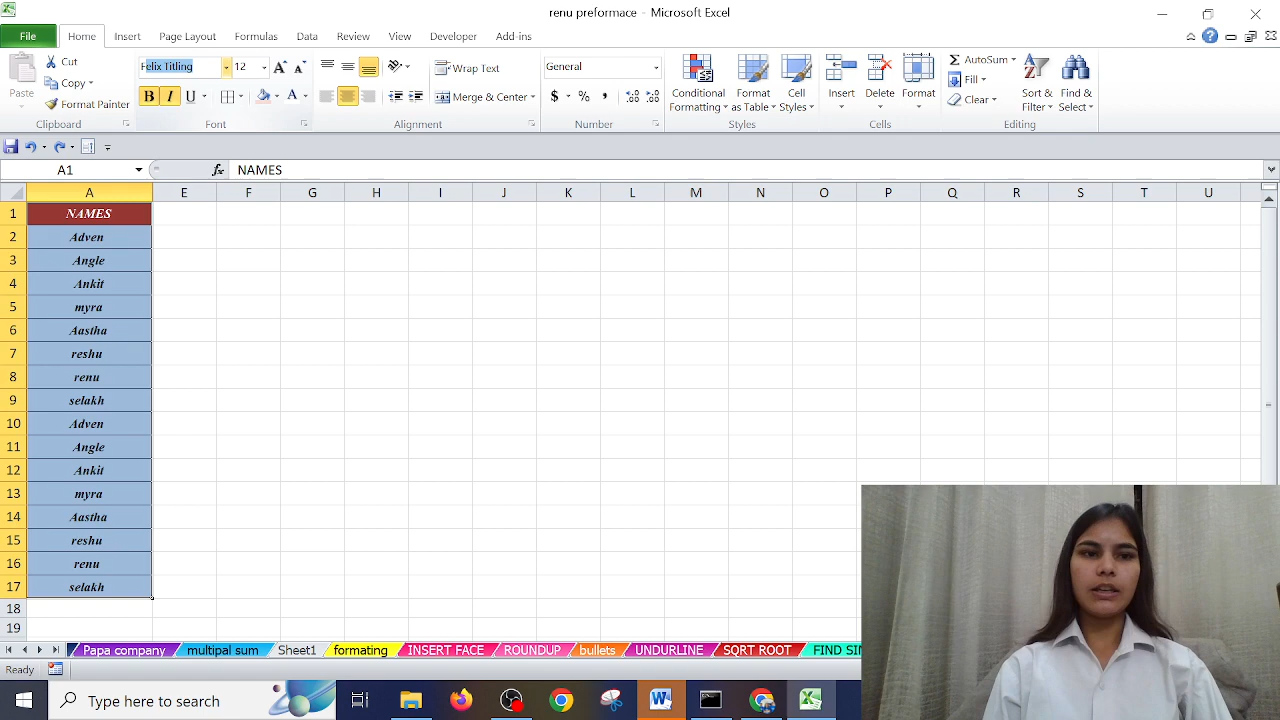 renu preformace - Microsoft Excel
File Home Insert Page Layout Formulas Data Review View Developer Add ins
Cut
Copy
Format Painter
Paste
Clipboard
Felix Titling 12
B I U A
Font
Wrap Text
Merge & Center
Alignment
General
$ % ,
Number
Conditional Formatting
Format as Table
Cell Styles
Styles
Insert Delete Format
Cells
AutoSum
Fill
Clear
Sort & Filter
Find & Select
Editing
A1 fx NAMES
A E F G H I J K L M N O P Q R S T U
1 NAMES
2 Adven
3 Angle
4 Ankit
5 myra
6 Aastha
7 reshu
8 renu
9 selakh
10 Adven
11 Angle
12 Ankit
13 myra
14 Aastha
15 reshu
16 renu
17 selakh
18
19
Papa company multipal sum Sheet1 formating INSERT FACE ROUNDUP bullets UNDURLINE SQRT ROOT FIND SIN
Ready
Type here to search